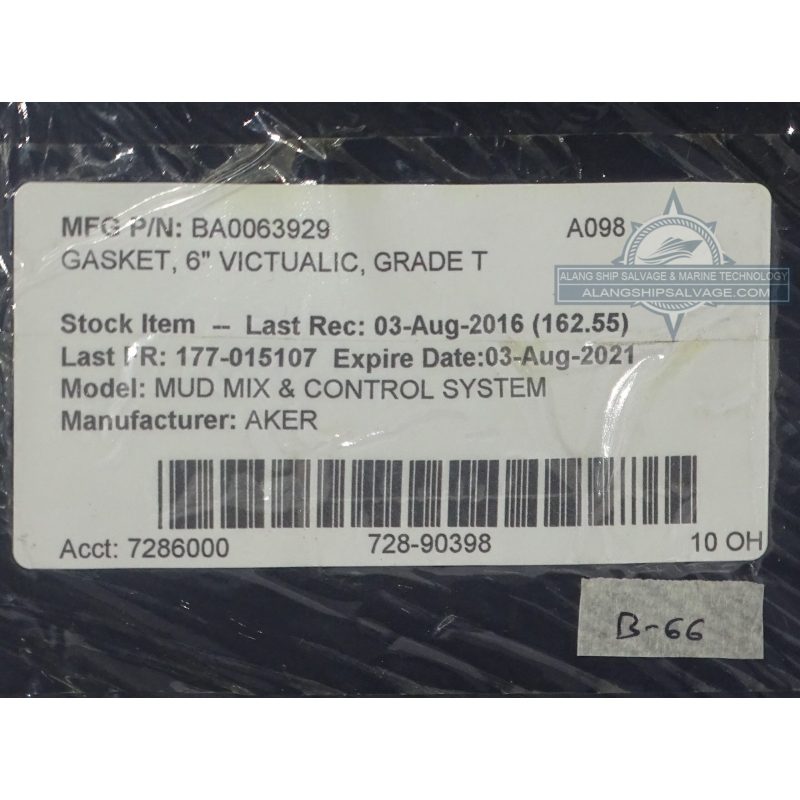 MFG P/N: BA0063929 A098
GASKET, 6" VICTUALIC, GRADE T
ALANG SHIP SALVAGE & MARINE TECHNOLOGY
ALANGSHIPSALVAGE.COM
Stock Item -- Last Rec: 03-Aug-2016 (162.55)
Last PR: 177-015107 Expire Date:03-Aug-2021
Model: MUD MIX & CONTROL SYSTEM
Manufacturer: AKER
Acct: 7286000 728-90398 10 OH
B-66